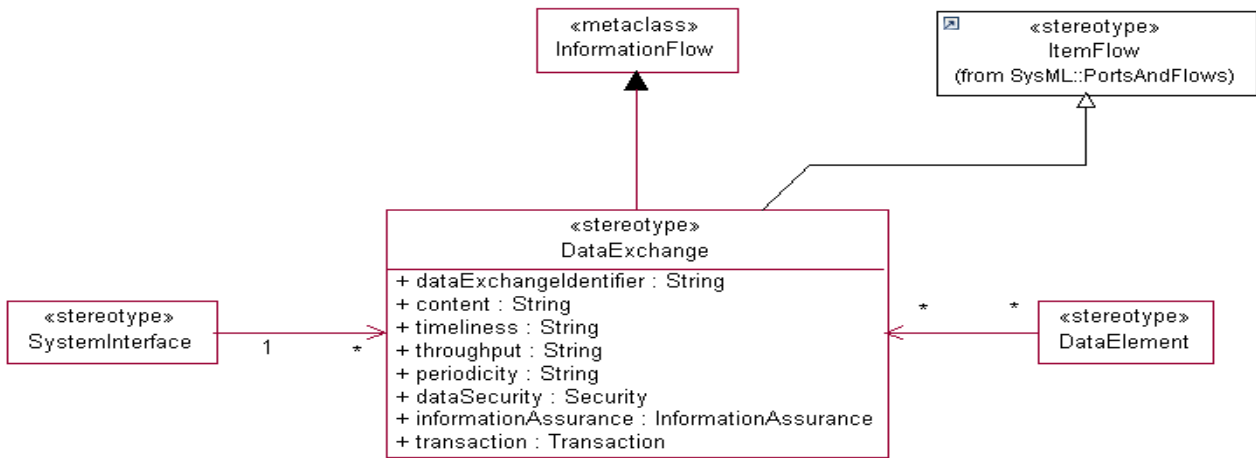 «metaclass»
InformationFlow
«stereotype»
ItemFlow
(from SysML::PortsAndFlows)
«stereotype»
DataExchange
+ dataExchangeIdentifier : String
+ content : String
+ timeliness : String
+ throughput : String
+ periodicity : String
+ dataSecurity : Security
+ informationAssurance : InformationAssurance
+ transaction : Transaction
«stereotype»
SystemInterface
1
*
*
*
«stereotype»
DataElement